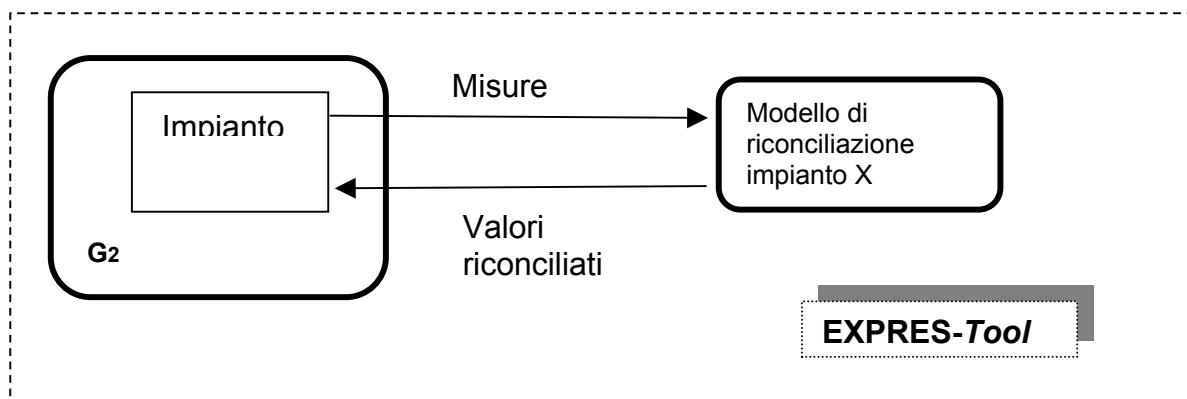 Misure
Impianto
Modello di
riconciliazione
impianto X
Valori
riconciliati
G2
EXPRES-Tool